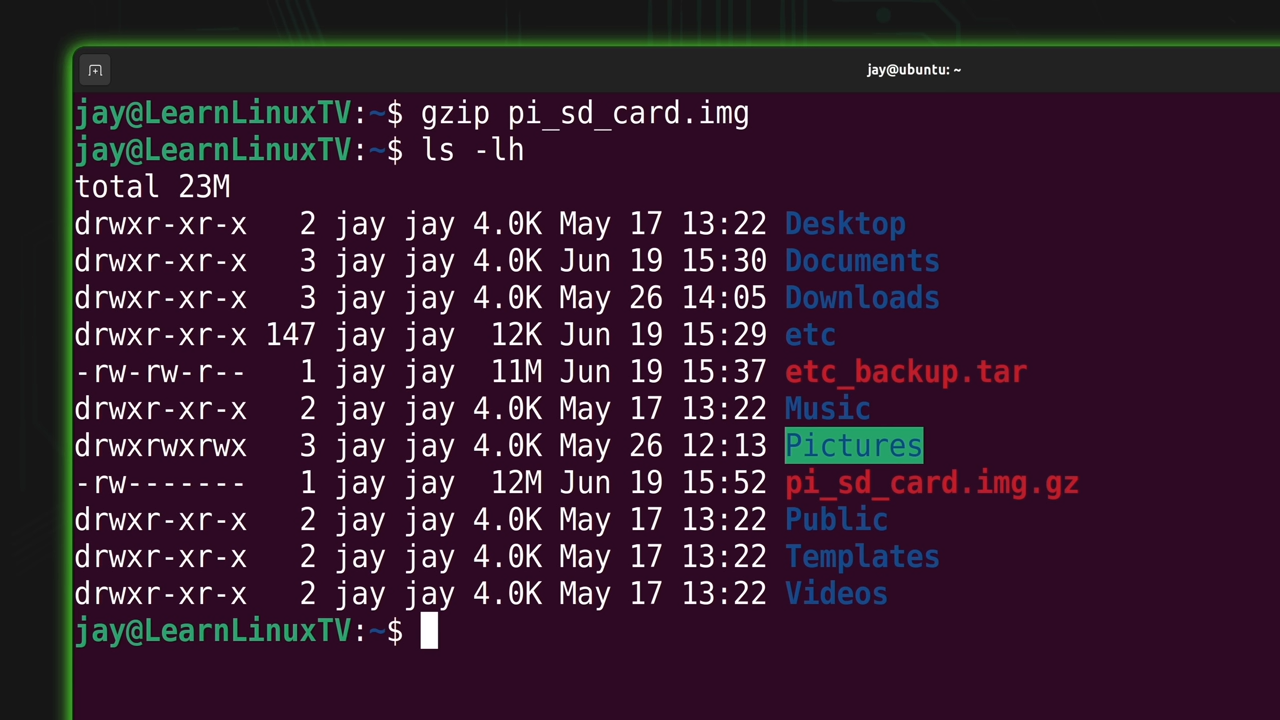 jay@ubuntu: ~
jay@LearnLinuxTV:~$ gzip pi_sd_card.img
jay@LearnLinuxTV:~$ ls -lh
total 23M
drwxr-xr-x   2 jay jay 4.0K May 17 13:22 Desktop
drwxr-xr-x   3 jay jay 4.0K Jun 19 15:30 Documents
drwxr-xr-x   3 jay jay 4.0K May 26 14:05 Downloads
drwxr-xr-x 147 jay jay  12K Jun 19 15:29 etc
-rw-rw-r--   1 jay jay  11M Jun 19 15:37 etc_backup.tar
drwxr-xr-x   2 jay jay 4.0K May 17 13:22 Music
drwxrwxrwx   3 jay jay 4.0K May 26 12:13 Pictures
-rw-------   1 jay jay  12M Jun 19 15:52 pi_sd_card.img.gz
drwxr-xr-x   2 jay jay 4.0K May 17 13:22 Public
drwxr-xr-x   2 jay jay 4.0K May 17 13:22 Templates
drwxr-xr-x   2 jay jay 4.0K May 17 13:22 Videos
jay@LearnLinuxTV:~$